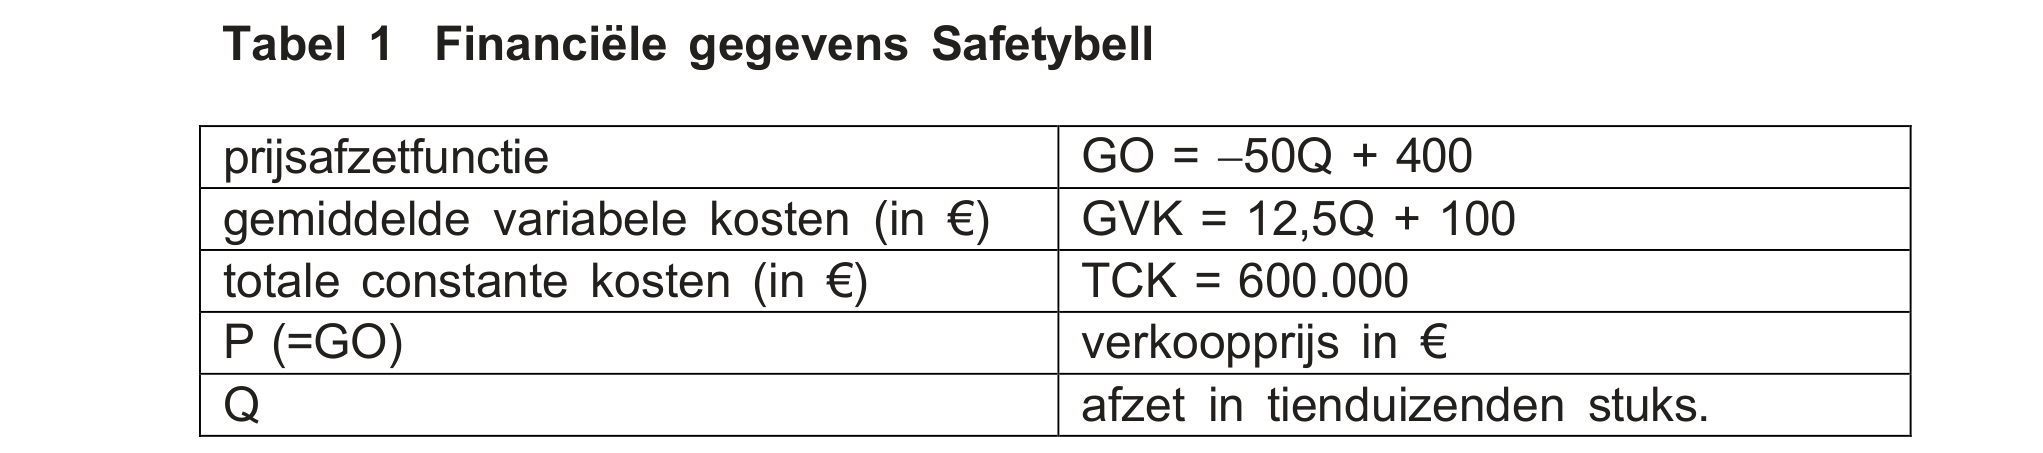 Tabel 1 Financiële gegevens Safetybell
prijsafzetfunctie GO = –50Q + 400
gemiddelde variabele kosten (in €) GVK = 12,5Q + 100
totale constante kosten (in €) TCK = 600.000
P (=GO) verkoopprijs in €
Q afzet in tienduizenden stuks.